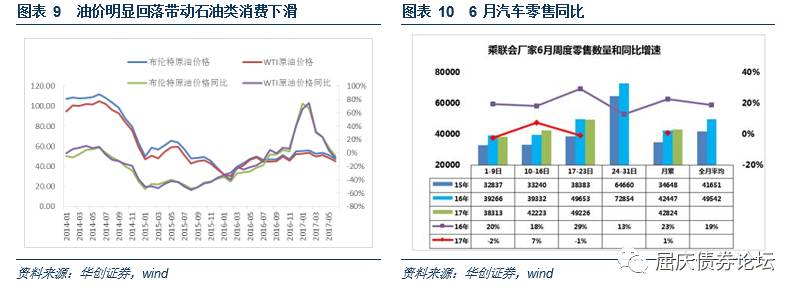 图表 9 油价明显回落带动石油类消费下滑
布伦特原油价格 WTI原油价格
布伦特原油价格同比 WTI原油价格同比
120.00 100%
100.00 80%
60%
80.00 40%
60.00 20%
0%
40.00 -20%
-40%
20.00 -60%
0.00 -80%
2014-01 2014-03 2014-05 2014-07 2014-09 2014-11 2015-01 2015-03 2015-05 2015-07 2015-09 2015-11 2016-01 2016-03 2016-05 2016-07 2016-09 2016-11 2017-01 2017-03 2017-05
资料来源：华创证券，wind
图表 10 6 月汽车零售同比
乘联会厂家6月周度零售数量和同比增速
80000 40%
60000 20%
40000 0%
20000 -20%
1-9日 10-16日 17-23日 24-31日 月累 全月平均
15年 32837 33240 38383 64660 34648 41651
16年 39266 39332 49653 72854 42447 49542
17年 38313 42223 49226 42824
16年 20% 18% 29% 13% 23% 19%
17年 -2% 7% -1% 1%
资料来源：华创证券，wind
屈庆债券论坛